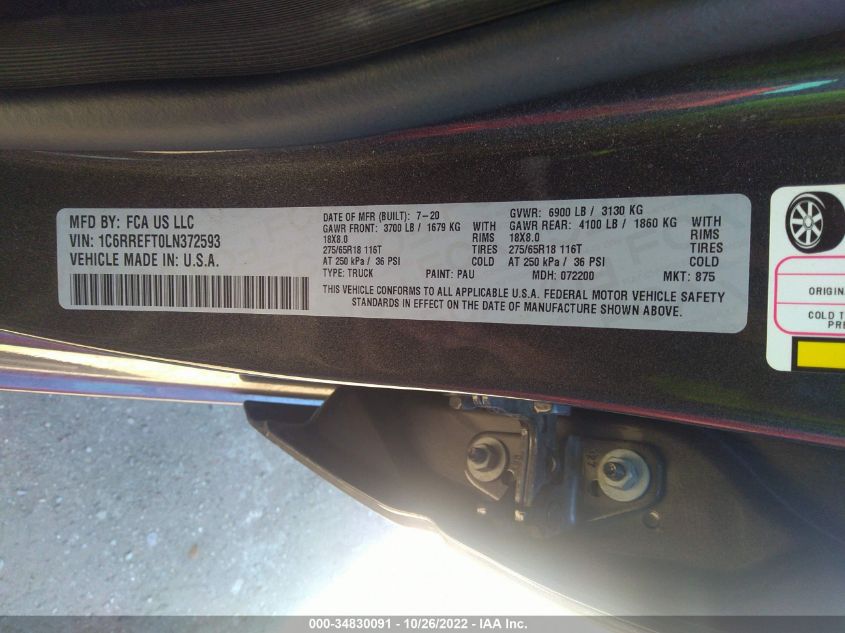 MFD BY: FCA US LLC
VIN: 1C6RREFT0LN372593
VEHICLE MADE IN: U.S.A.
DATE OF MFR (BUILT): 7-20
GVWR: 6900 LB / 3130 KG
GAWR FRONT: 3700 LB / 1679 KG WITH
GAWR REAR: 4100 LB / 1860 KG WITH
18X8.0 RIMS
18X8.0 RIMS
275/65R18 116T TIRES
275/65R18 116T TIRES
AT 250 kPa / 36 PSI COLD
AT 250 kPa / 36 PSI COLD
TYPE: TRUCK PAINT: PAU MDH: 072200 MKT: 875
THIS VEHICLE CONFORMS TO ALL APPLICABLE U.S.A. FEDERAL MOTOR VEHICLE SAFETY
STANDARDS IN EFFECT ON THE DATE OF MANUFACTURE SHOWN ABOVE.
ORIGIN
COLD T
PRE
000-34830091 - 10/26/2022 - IAA Inc.